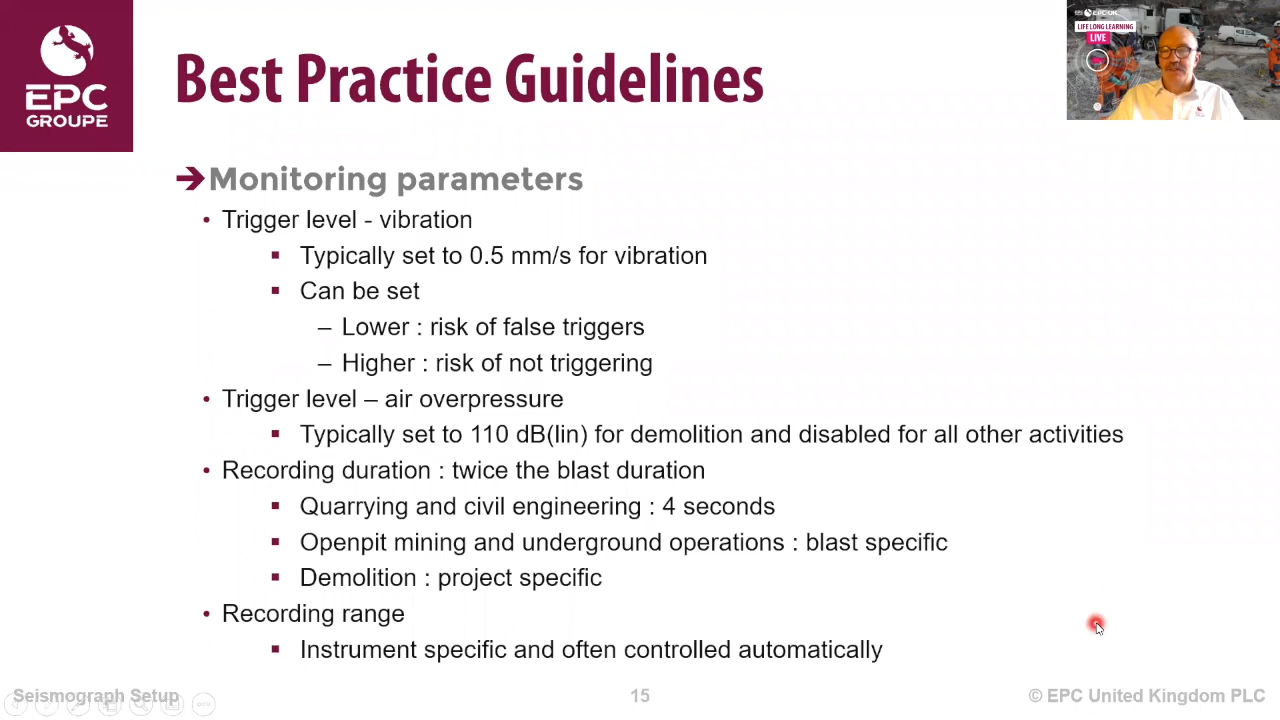 EPC
GROUPE
Best Practice Guidelines
EPC-UK
LIFE LONG LEARNING
LIVE
Monitoring parameters
• Trigger level - vibration
▪ Typically set to 0.5 mm/s for vibration
▪ Can be set
– Lower : risk of false triggers
– Higher : risk of not triggering
• Trigger level – air overpressure
▪ Typically set to 110 dB(lin) for demolition and disabled for all other activities
• Recording duration : twice the blast duration
▪ Quarrying and civil engineering : 4 seconds
▪ Openpit mining and underground operations : blast specific
▪ Demolition : project specific
• Recording range
▪ Instrument specific and often controlled automatically
Seismograph Setup
15
© EPC United Kingdom PLC